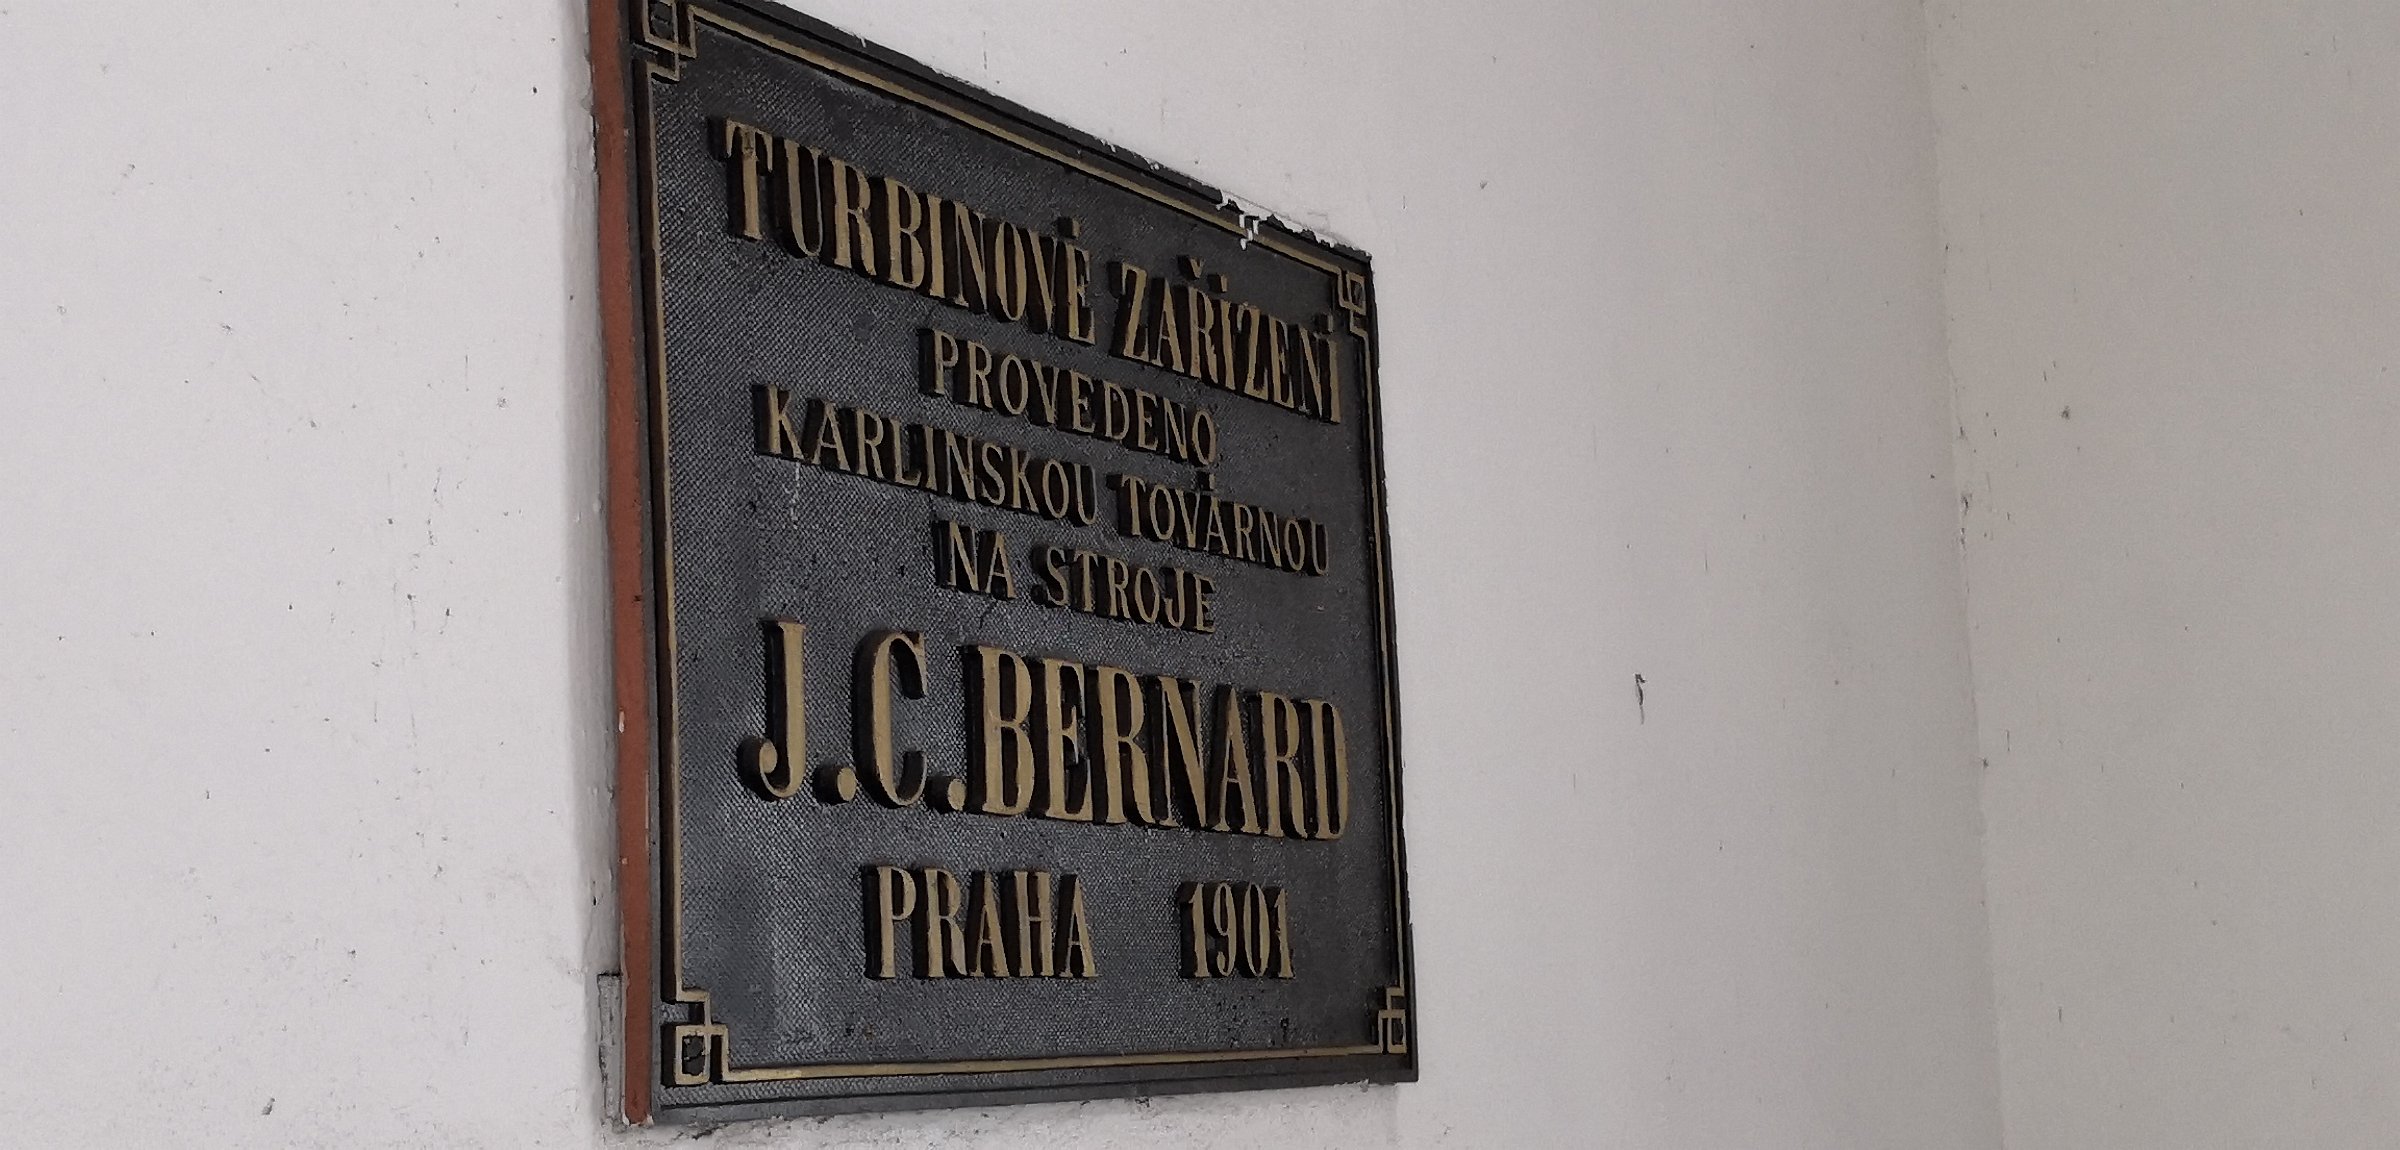 TURBINOVÉ ZAŘÍZENÍ
PROVEDENO
KARLINSKOU TOVÁRNOU
NA STROJE
J.C.BERNARD
PRAHA 1901